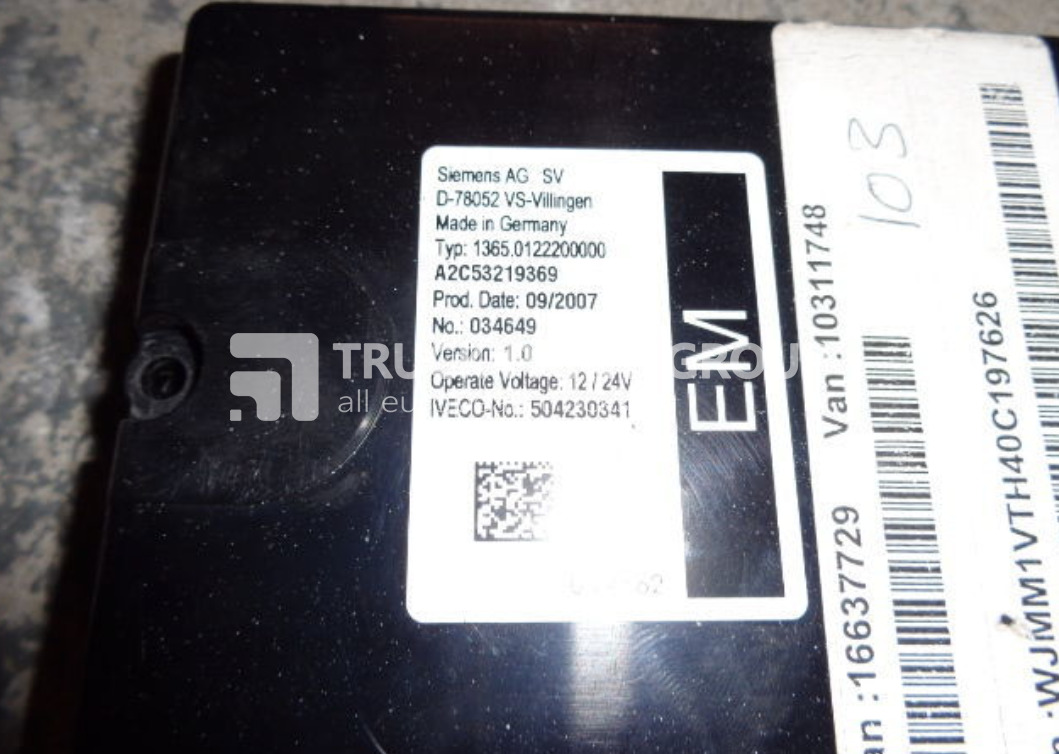 Siemens AG SV
D-78052 VS-Villingen
Made in Germany
Typ: 1365.0122200000
A2C53219369
Prod. Date: 09/2007
No.: 034649
Version: 1.0
Operate Voltage: 12 / 24V
IVECO-No.: 504230341
EM
103
Van :10311748
:16637729
WJMM1VTH40C197626
all